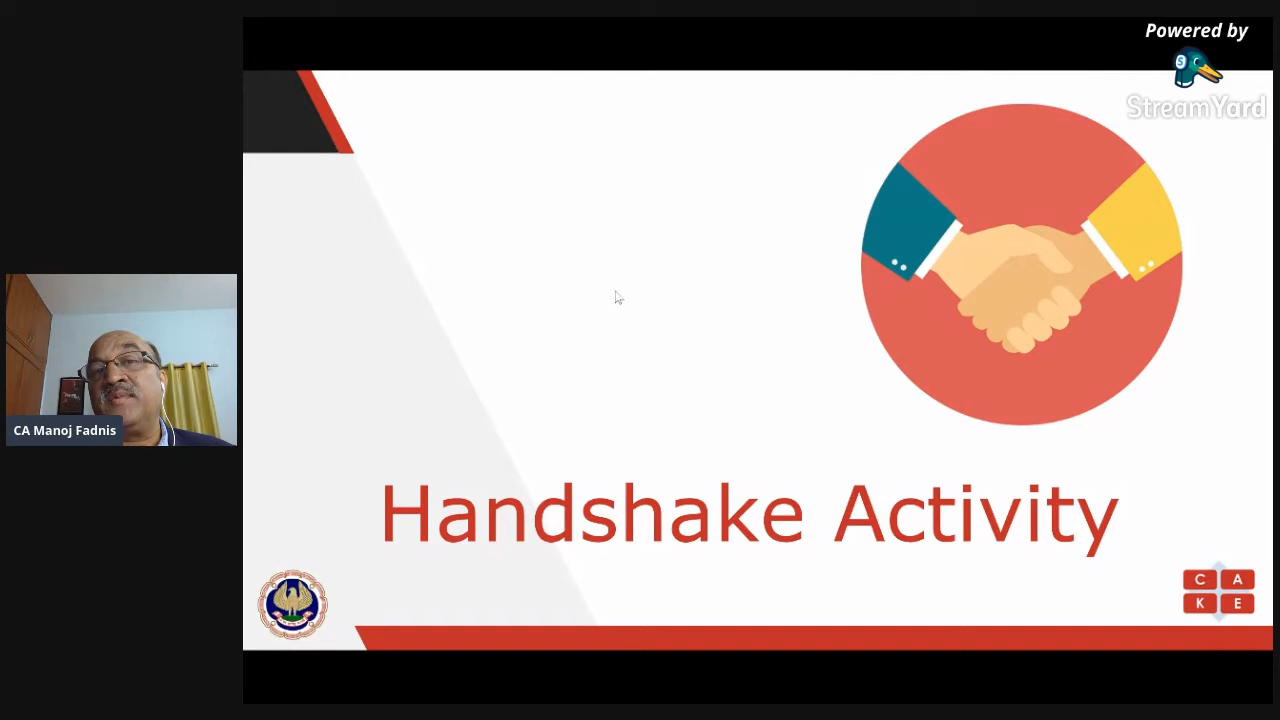 Powered by
StreamYard
CA Manoj Fadnis
Handshake Activity
C A
K E